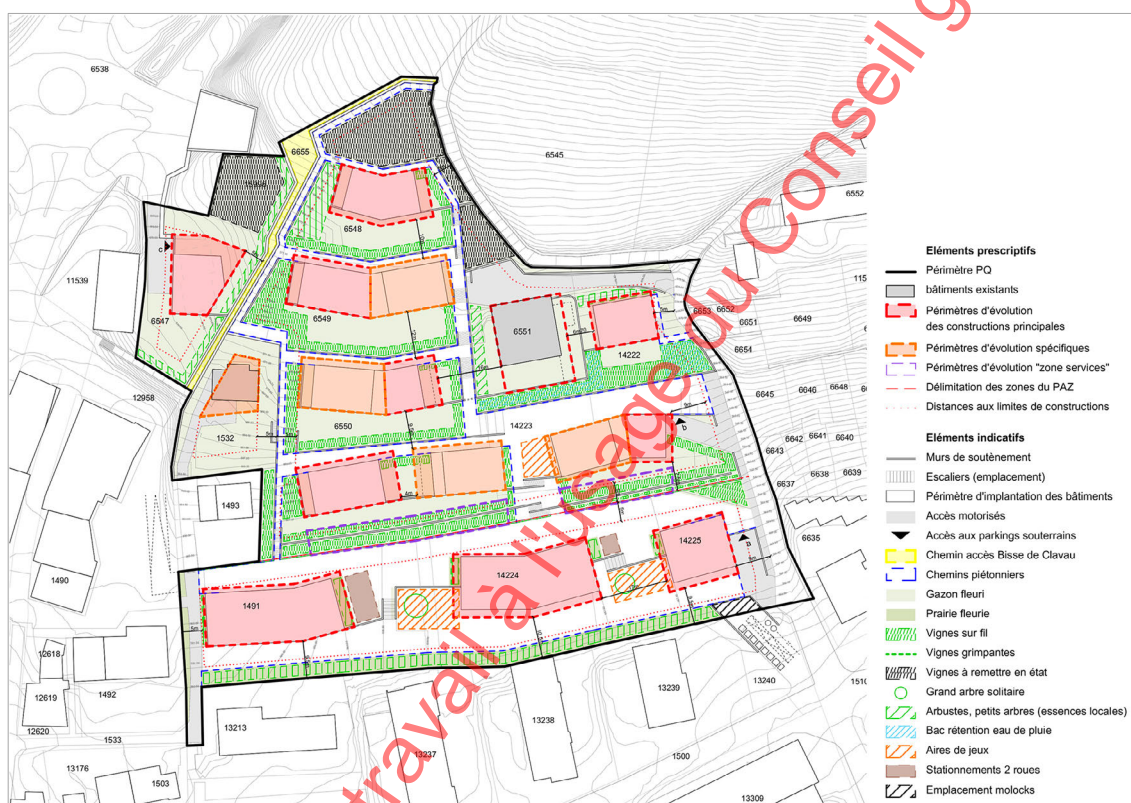 6538
6655
6545
6552
6548
11539
6547
6549
6551
6653
6652
6651
6649
14222
6654
12958
6645
6646
6648
1532
6550
14223
6642
6641
6640
6643
6638
6639
6637
1493
6635
1490
14225
14224
1491
12618
12619
1492
12620
1533
13213
13237
13238
13239
13240
1500
13176
1503
13309
c
b
a
Document de travail à l'usage du Conseil g
Eléments prescriptifs
Périmètre PQ
bâtiments existants
Périmètres d'évolution
des constructions principales
Périmètres d'évolution spécifiques
Périmètres d'évolution "zone services"
Délimitation des zones du PAZ
Distances aux limites de constructions
Eléments indicatifs
Murs de soutènement
Escaliers (emplacement)
Périmètre d'implantation des bâtiments
Accès motorisés
Accès aux parkings souterrains
Chemin accès Bisse de Clavau
Chemins piétonniers
Gazon fleuri
Prairie fleurie
Vignes sur fil
Vignes grimpantes
Vignes à remettre en état
Grand arbre solitaire
Arbustes, petits arbres (essences locales)
Bac rétention eau de pluie
Aires de jeux
Stationnements 2 roues
Emplacement molocks